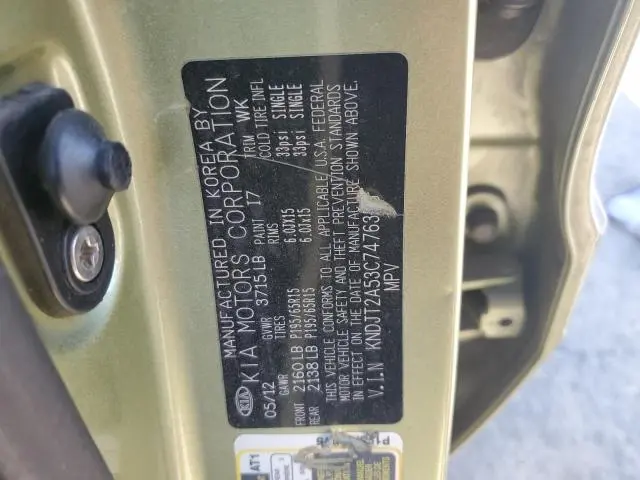 MANUFACTURED IN KOREA BY
KIA KIA MOTORS CORPORATION
05/12 GVWR 3715LB PAINT I7 TRIM WK
GAWR TIRES RIMS COLD TIRE INFL
FRONT 2160LB P195/65R15 6.0JX15 33psi SINGLE
REAR 2138LB P195/65R15 6.0JX15 33psi SINGLE
THIS VEHICLE CONFORMS TO ALL APPLICABLE U.S.A. FEDERAL
MOTOR VEHICLE SAFETY AND THEFT PREVENTION STANDARDS
IN EFFECT ON THE DATE OF MANUFACTURE SHOWN ABOVE.
V.I.N KNDJT2A53C74763
MPV
AT1